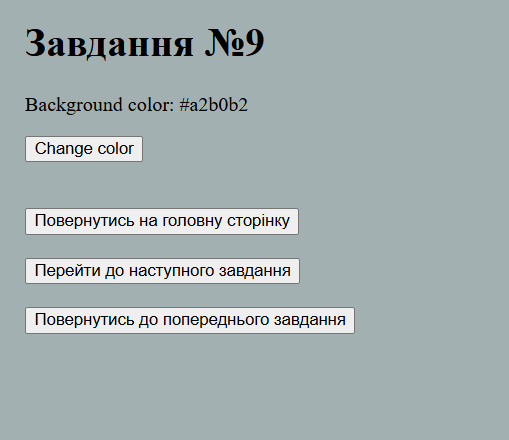 Завдання №9
Background color: #a2b0b2
Change color
Повернутись на головну сторінку
Перейти до наступного завдання
Повернутись до попереднього завдання